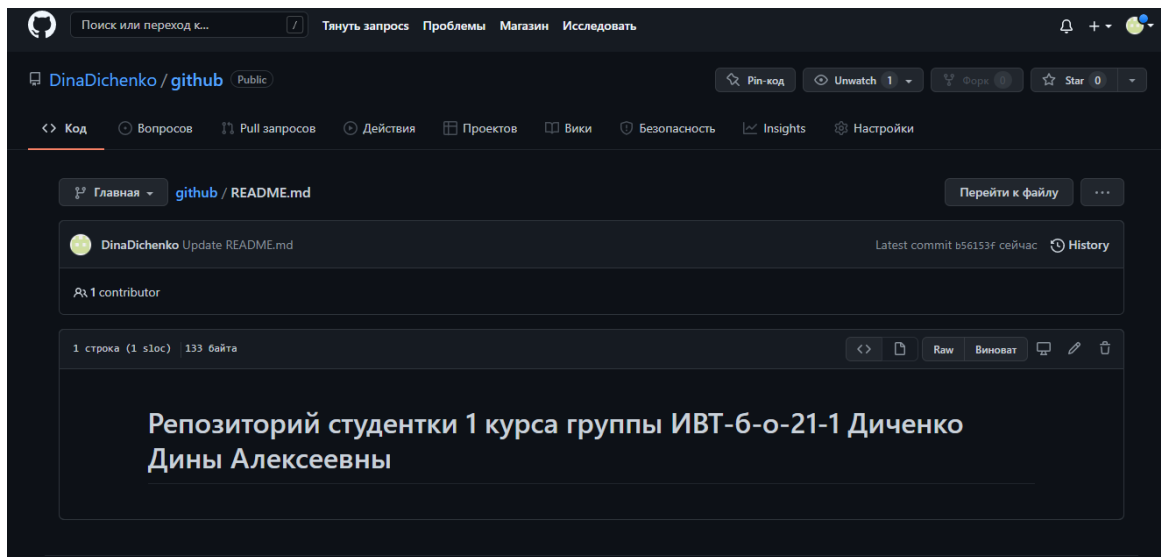 Поиск или переход к... / Тянуть запрос Проблемы Магазин Исследовать
DinaDichenko / github Public Pin-код Unwatch 1 Форк 0 Star 0
Код Вопросов Pull запросов Действия Проектов Вики Безопасность Insights Настройки
Главная github / README.md Перейти к файлу ...
DinaDichenko Update README.md Latest commit b56153f сейчас History
1 contributor
1 строка (1 sloc) 133 байта <> Raw Виноват
Репозиторий студентки 1 курса группы ИВТ-б-о-21-1 Диченко
Дины Алексеевны